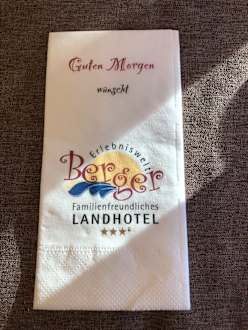 Guten Morgen
wünscht
Erlebniswelt
Berger
Familienfreundliches
LANDHOTEL
★★★S